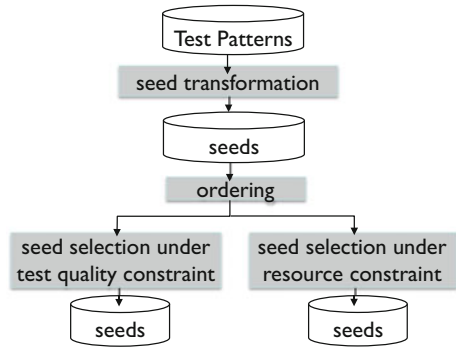 Test Patterns
seed transformation
seeds
ordering
seed selection under
test quality constraint
seed selection under
resource constraint
seeds
seeds